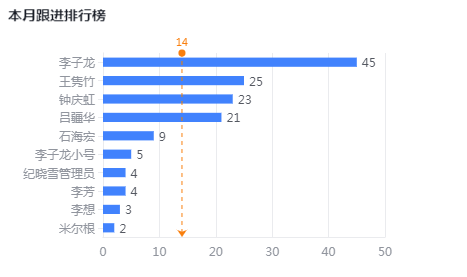 本月跟进排行榜
14
李子龙 45
王隽竹 25
钟庆虹 23
吕疆华 21
石海宏 9
李子龙小号 5
纪晓雪管理员 4
李芳 4
李想 3
米尔根 2
0 10 20 30 40 50